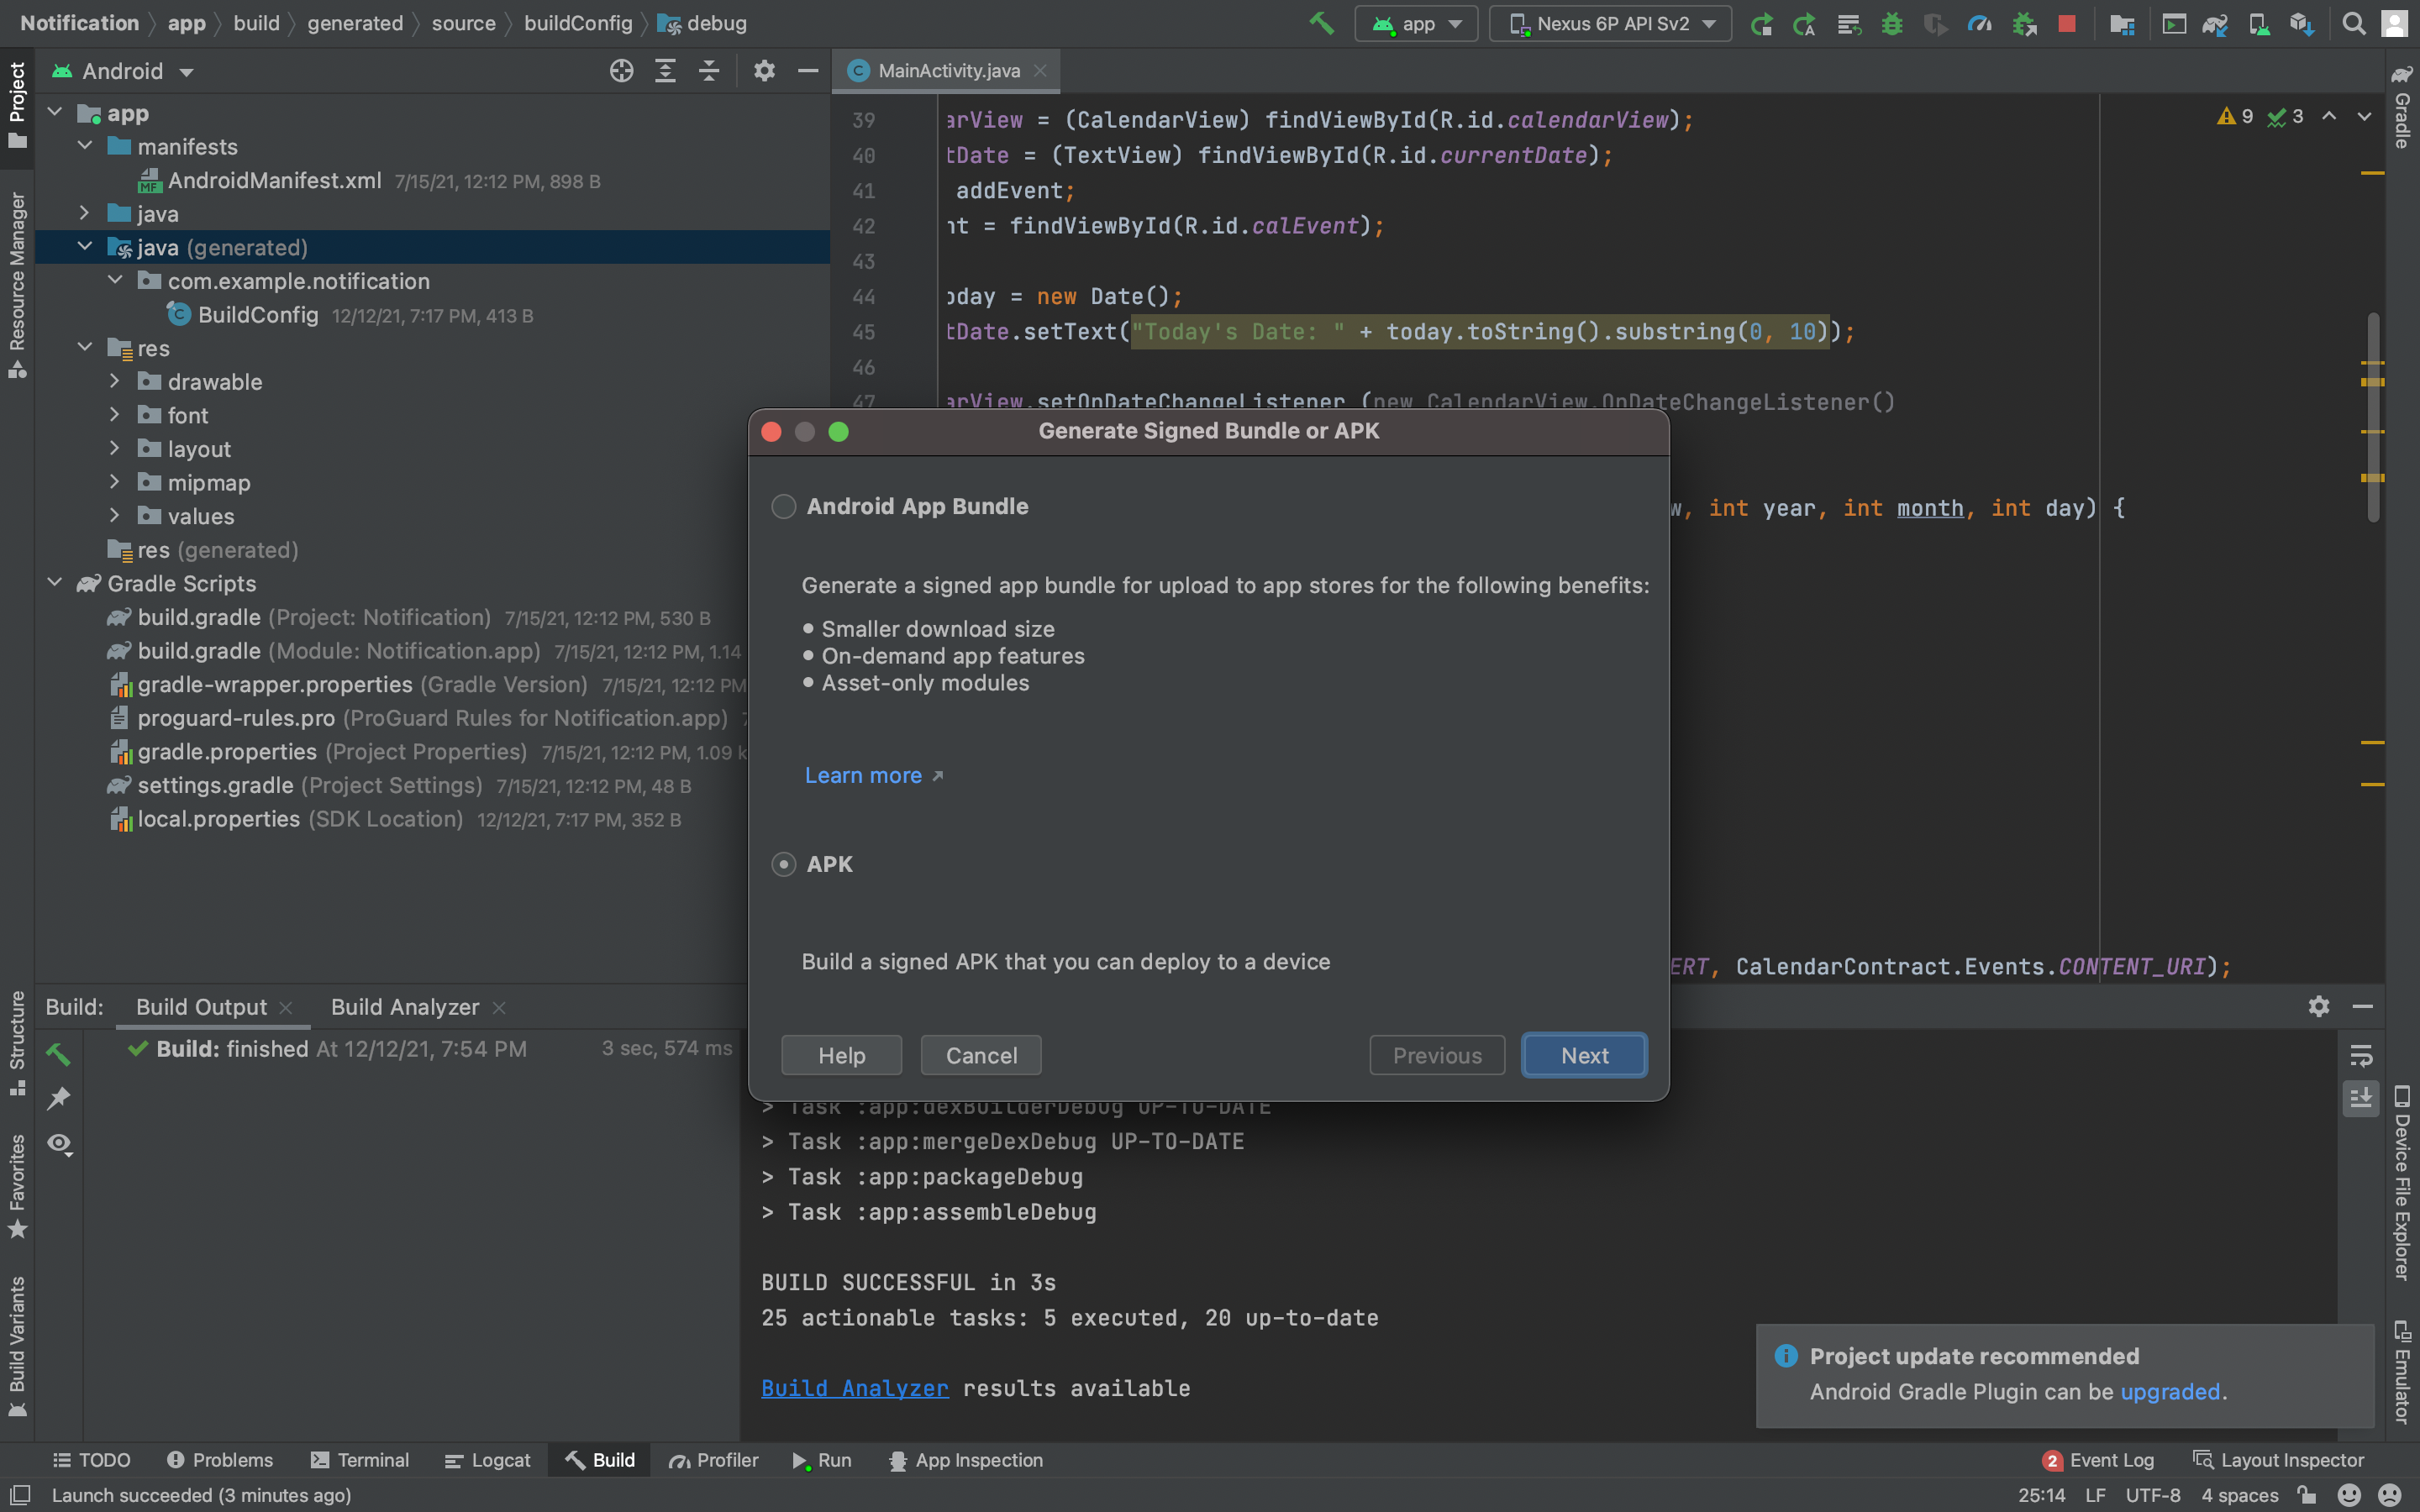 Notification app build generated source buildConfig debug
app
Nexus 6P API Sv2
Project
Resource Manager
Structure
Favorites
Build Variants
Android
app
manifests
AndroidManifest.xml 7/15/21, 12:12 PM, 898 B
java
java (generated)
com.example.notification
BuildConfig 12/12/21, 7:17 PM, 413 B
res
drawable
font
layout
mipmap
values
res (generated)
Gradle Scripts
build.gradle (Project: Notification) 7/15/21, 12:12 PM, 530 B
build.gradle (Module: Notification.app) 7/15/21, 12:12 PM, 1.14
gradle-wrapper.properties (Gradle Version) 7/15/21, 12:12 PM
proguard-rules.pro (ProGuard Rules for Notification.app)
gradle.properties (Project Properties) 7/15/21, 12:12 PM, 1.09 k
settings.gradle (Project Settings) 7/15/21, 12:12 PM, 48 B
local.properties (SDK Location) 12/12/21, 7:17 PM, 352 B
MainActivity.java
9 3
39 arView = (CalendarView) findViewById(R.id.calendarView);
40 tDate = (TextView) findViewById(R.id.currentDate);
41 addEvent;
42 nt = findViewById(R.id.calEvent);
43
44 oday = new Date();
45 tDate.setText("Today's Date: " + today.toString().substring(0, 10));
46
47 arView.setOnDateChangeListener (new CalendarView.OnDateChangeListener()
w, int year, int month, int day) {
ERT, CalendarContract.Events.CONTENT_URI);
Generate Signed Bundle or APK
Android App Bundle
Generate a signed app bundle for upload to app stores for the following benefits:
• Smaller download size
• On-demand app features
• Asset-only modules
Learn more
APK
Build a signed APK that you can deploy to a device
Help Cancel Previous Next
Build: Build Output Build Analyzer
Build: finished At 12/12/21, 7:54 PM 3 sec, 574 ms
> Task :app:dexBuilderDebug UP-TO-DATE
> Task :app:mergeDexDebug UP-TO-DATE
> Task :app:packageDebug
> Task :app:assembleDebug
BUILD SUCCESSFUL in 3s
25 actionable tasks: 5 executed, 20 up-to-date
Build Analyzer results available
Project update recommended
Android Gradle Plugin can be upgraded.
Gradle
Device File Explorer
Emulator
TODO Problems Terminal Logcat Build Profiler Run App Inspection
2 Event Log Layout Inspector
Launch succeeded (3 minutes ago)
25:14 LF UTF-8 4 spaces